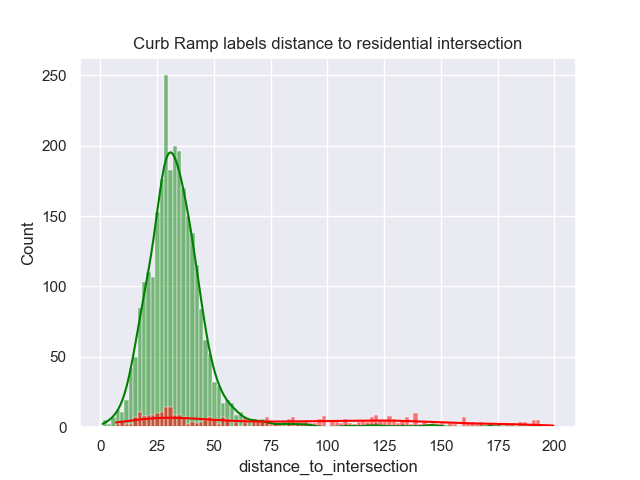 Curb Ramp labels distance to residential intersection
250
200
150
100
50
0
Count
0 25 50 75 100 125 150 175 200
distance_to_intersection